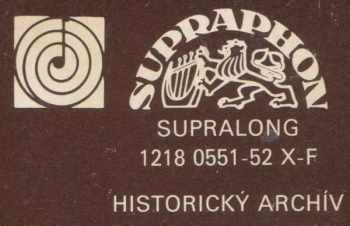 SUPRAPHON
SUPRALONG
1218 0551-52 X-F
HISTORICKÝ ARCHÍV